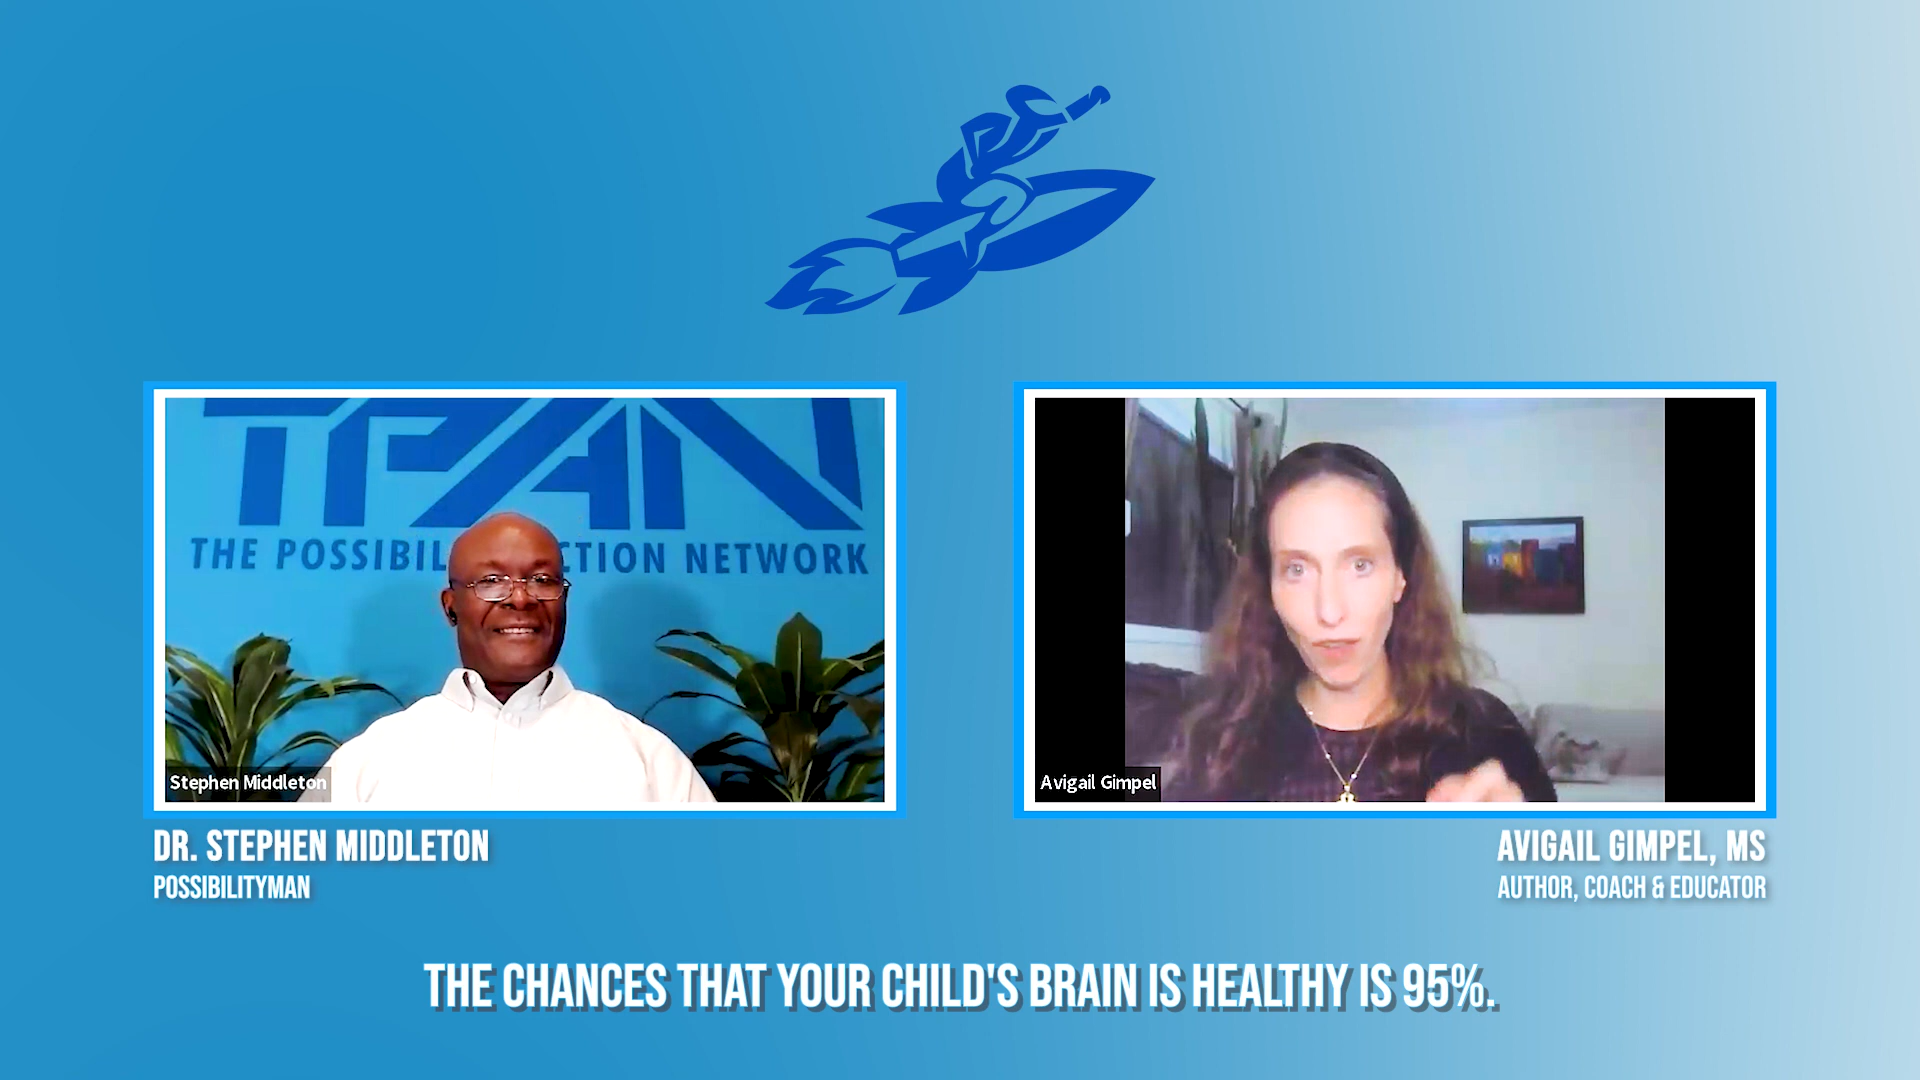 TPAN
THE POSSIBIL CTION NETWORK
Stephen Middleton
Avigail Gimpel
DR. STEPHEN MIDDLETON
POSSIBILITYMAN
AVIGAIL GIMPEL, MS
AUTHOR, COACH & EDUCATOR
THE CHANCES THAT YOUR CHILD'S BRAIN IS HEALTHY IS 95%.